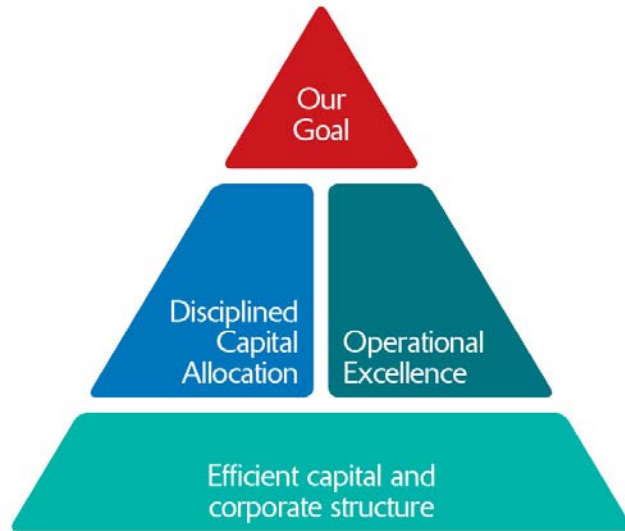 Our
Goal
Disciplined
Capital
Allocation
Operational
Excellence
Efficient capital and
corporate structure